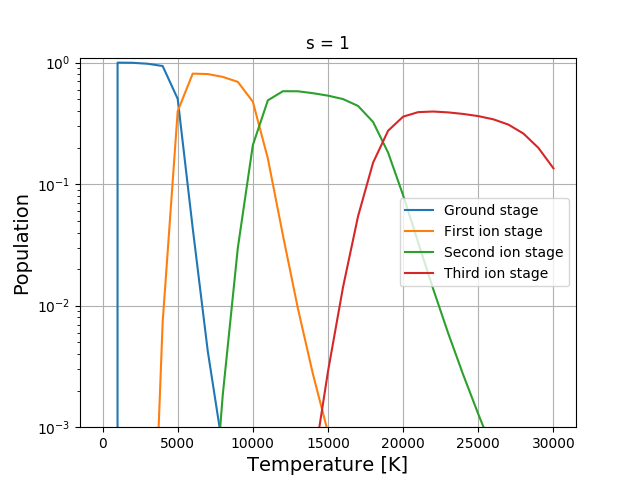 s = 1
Population
10⁰
10⁻¹
10⁻²
10⁻³
Ground stage
First ion stage
Second ion stage
Third ion stage
0 5000 10000 15000 20000 25000 30000
Temperature [K]